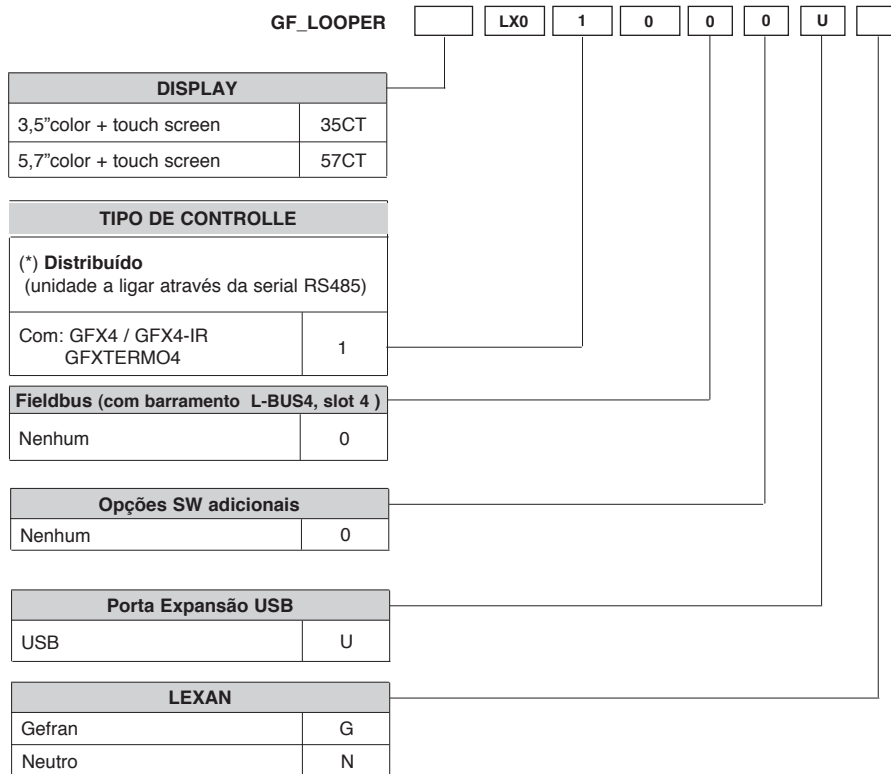 GF_LOOPER LX0 1 0 0 0 U
DISPLAY
3,5”color + touch screen 35CT
5,7”color + touch screen 57CT
TIPO DE CONTROLLE
(*) Distribuído
(unidade a ligar através da serial RS485)
Com: GFX4 / GFX4-IR
GFXTERMO4 1
Fieldbus (com barramento L-BUS4, slot 4 )
Nenhum 0
Opções SW adicionais
Nenhum 0
Porta Expansão USB
USB U
LEXAN
Gefran G
Neutro N